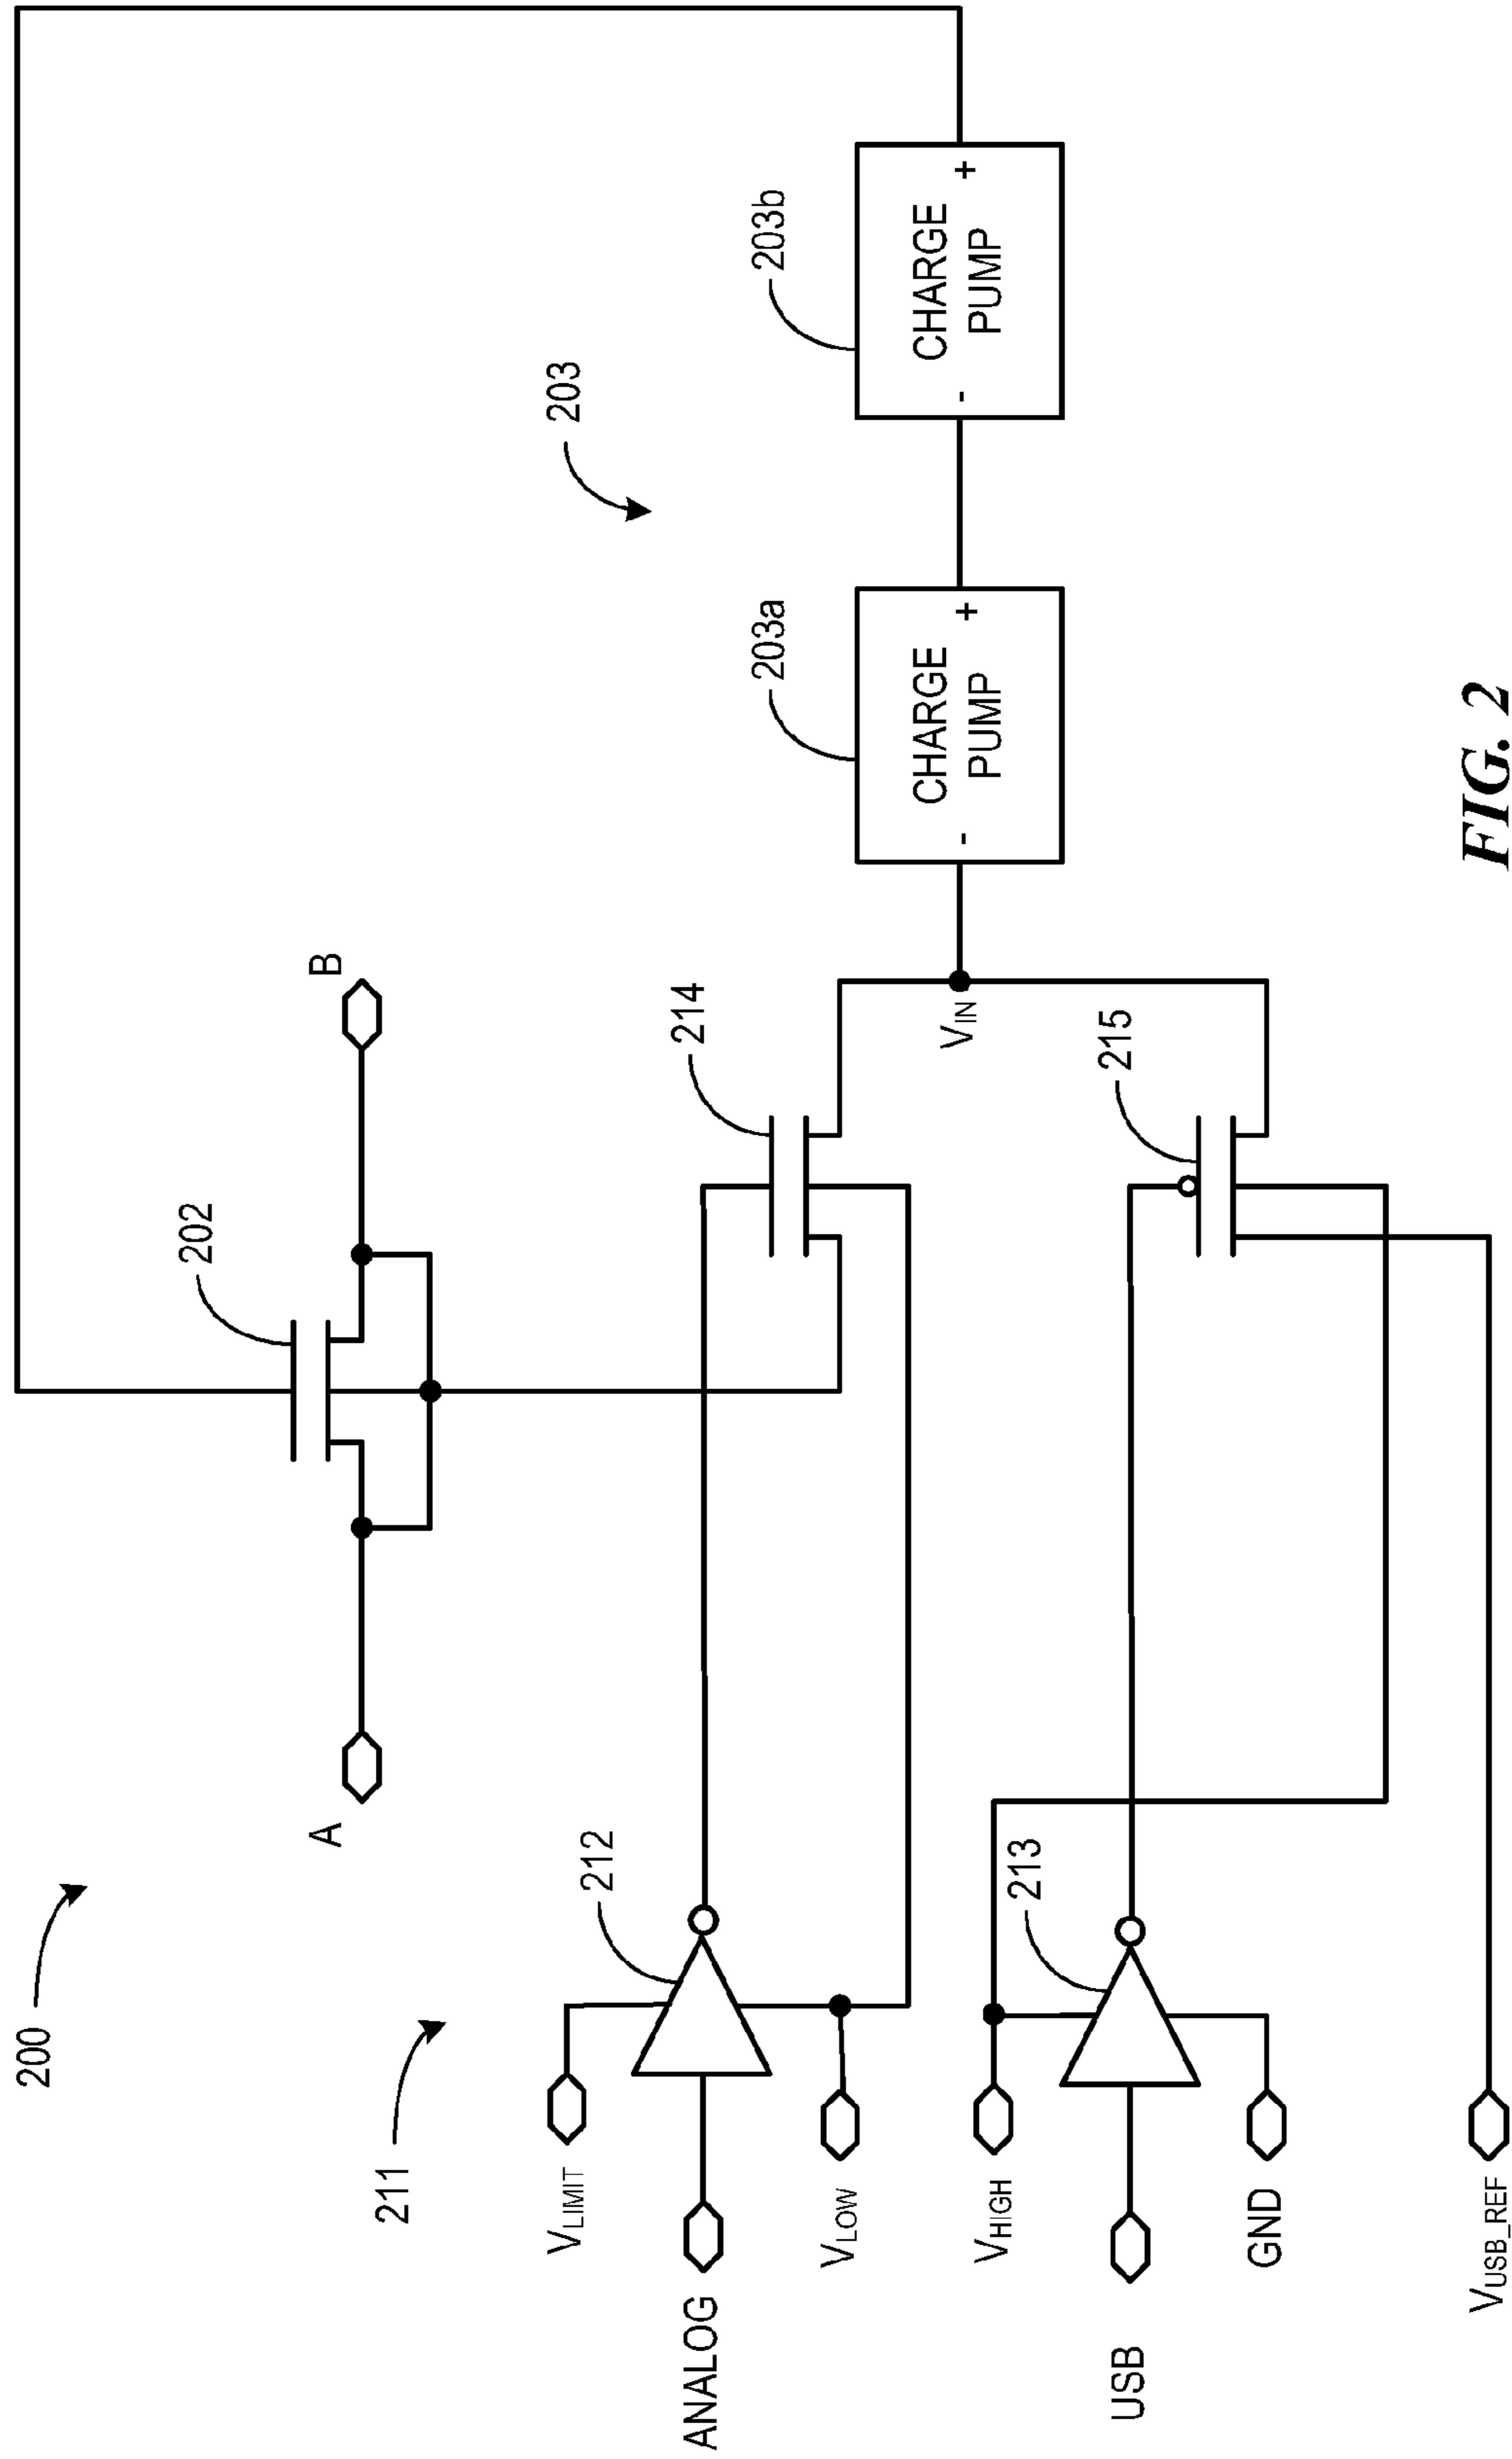 200
211
A
202
B
203
203a
203b
CHARGE
PUMP
-
+
CHARGE
PUMP
-
+
V_LIMIT
212
214
ANALOG
V_LOW
V_IN
V_HIGH
213
215
USB
GND
V_USB_REF
FIG. 2